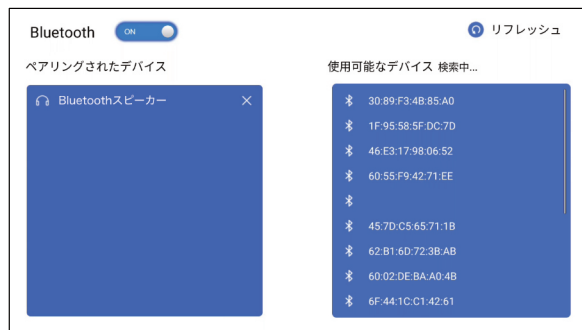 Bluetooth ON リフレッシュ
ペアリングされたデバイス
Bluetoothスピーカー
使用可能なデバイス 検索中...
30:89:F3:4B:85:A0
1F:95:58:5F:DC:7D
46:E3:17:98:06:52
60:55:F9:42:71:EE
45:7D:C5:65:71:1B
62:B1:6D:72:3B:AB
60:02:DE:BA:A0:4B
6F:44:1C:C1:42:61